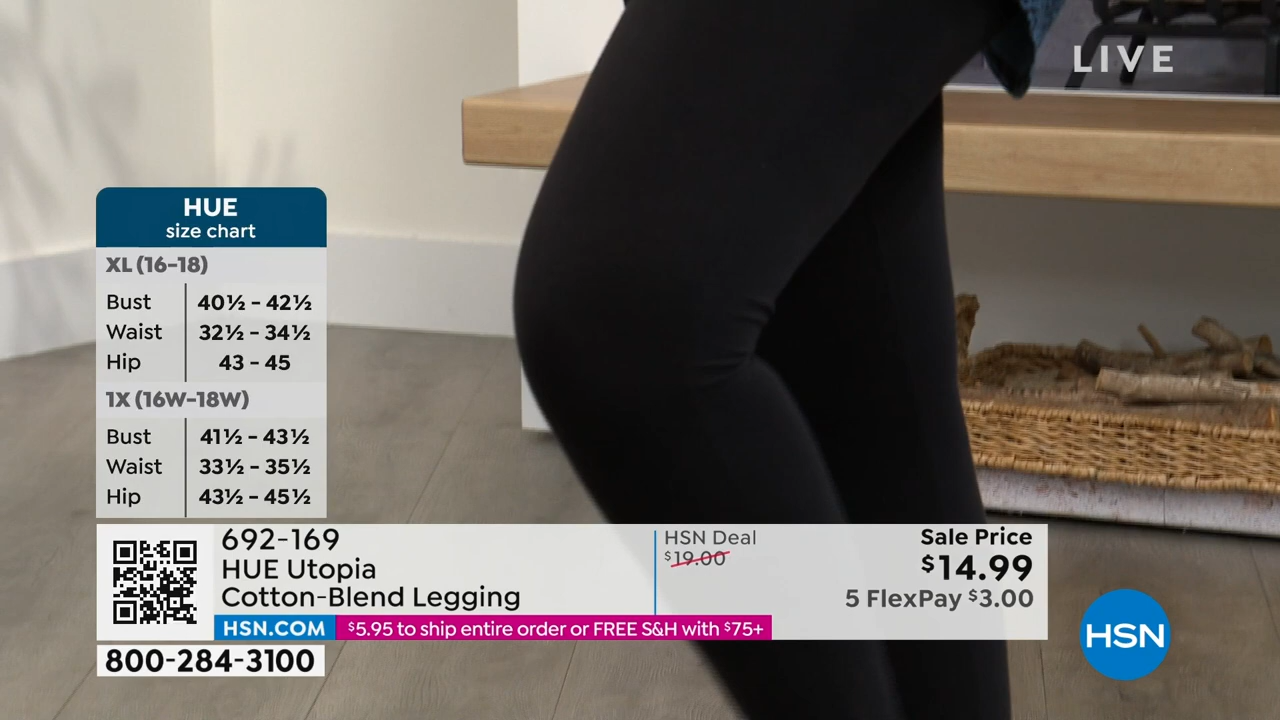 LIVE
HUE
size chart
XL (16-18)
Bust 40½ - 42½
Waist 32½ - 34½
Hip 43 - 45
1X (16W-18W)
Bust 41½ - 43½
Waist 33½ - 35½
Hip 43½ - 45½
692-169
HUE Utopia
Cotton-Blend Legging
HSN Deal
$19.00
Sale Price
$14.99
5 FlexPay $3.00
HSN.COM $5.95 to ship entire order or FREE S&H with $75+
800-284-3100
HSN